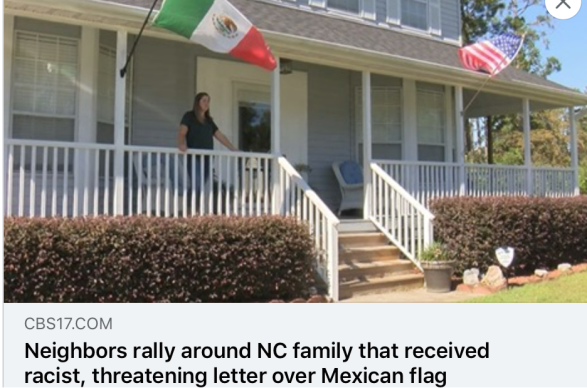 CBS17.COM
Neighbors rally around NC family that received
racist, threatening letter over Mexican flag